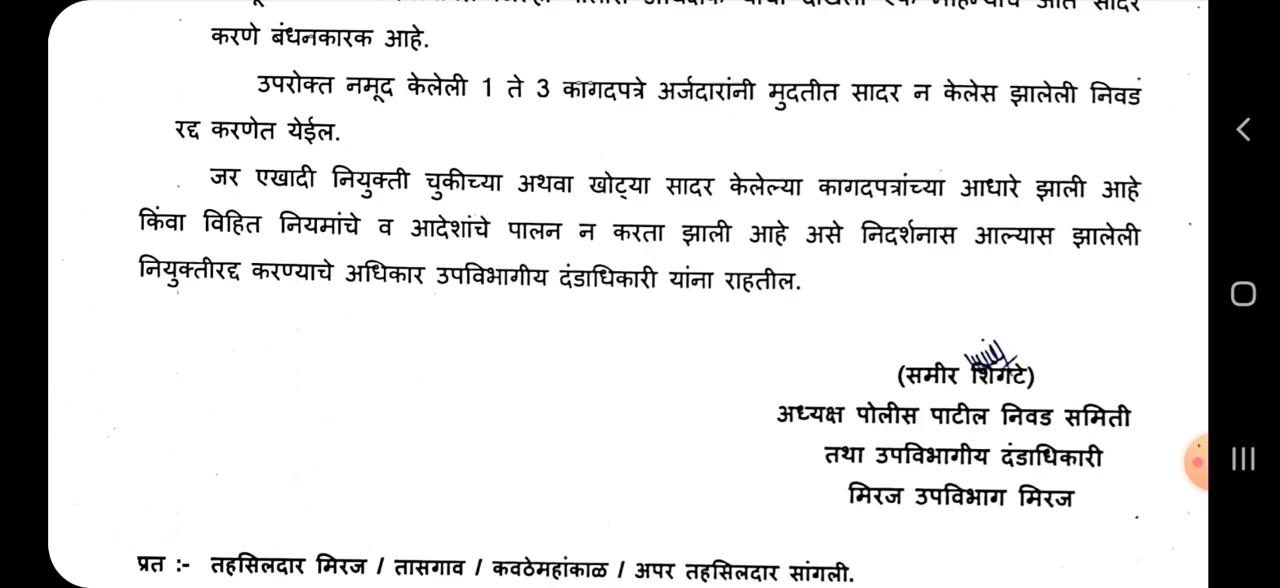 करणे बंधनकारक आहे.
उपरोक्त नमूद केलेली 1 ते 3 कागदपत्रे अर्जदारांनी मुदतीत सादर न केलेस झालेली निवड
रद्द करणेत येईल.
जर एखादी नियुक्ती चुकीच्या अथवा खोट्या सादर केलेल्या कागदपत्रांच्या आधारे झाली आहे
किंवा विहित नियमांचे व आदेशांचे पालन न करता झाली आहे असे निदर्शनास आल्यास झालेली
नियुक्तीरद्द करण्याचे अधिकार उपविभागीय दंडाधिकारी यांना राहतील.
(समीर शिंगटे)
अध्यक्ष पोलीस पाटील निवड समिती
तथा उपविभागीय दंडाधिकारी
मिरज उपविभाग मिरज
प्रत :- तहसिलदार मिरज / तासगाव / कवठेमहांकाळ / अपर तहसिलदार सांगली.